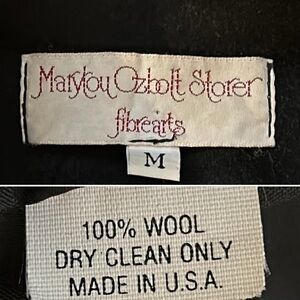 Marylou Ozbolt Storer
fibrearts
M
100% WOOL
DRY CLEAN ONLY
MADE IN U.S.A.